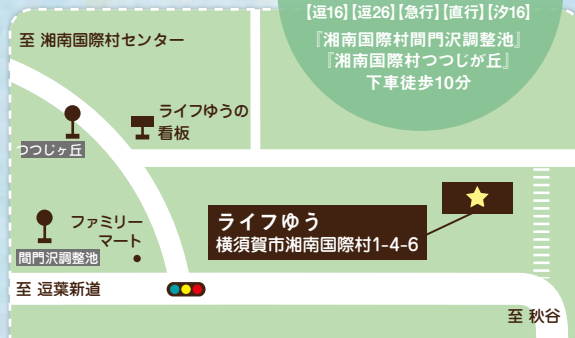 【逗16】【逗26】【急行】【直行】【汐16】
『湘南国際村間門沢調整池』
『湘南国際村つつじが丘』
下車徒歩10分
至 湘南国際村センター
ライフゆうの
看板
つつじヶ丘
ファミリー
マート
間門沢調整池
ライフゆう
横須賀市湘南国際村1-4-6
至 逗葉新道
至 秋谷